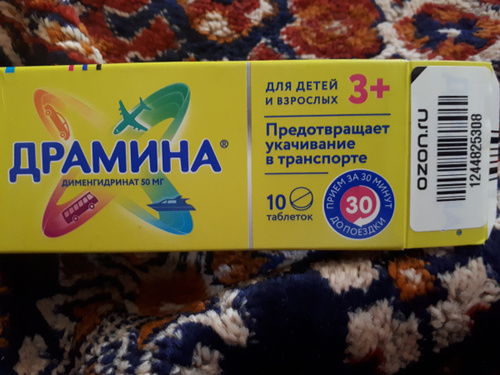 ДРАМИНА®
ДИМЕНГИДРИНАТ 50 МГ
ДЛЯ ДЕТЕЙ
И ВЗРОСЛЫХ 3+
Предотвращает
укачивание
в транспорте
10
таблеток
ПРИЕМ ЗА 30 МИНУТ
30
ДО ПОЕЗДКИ
ozon.ru
1244825308